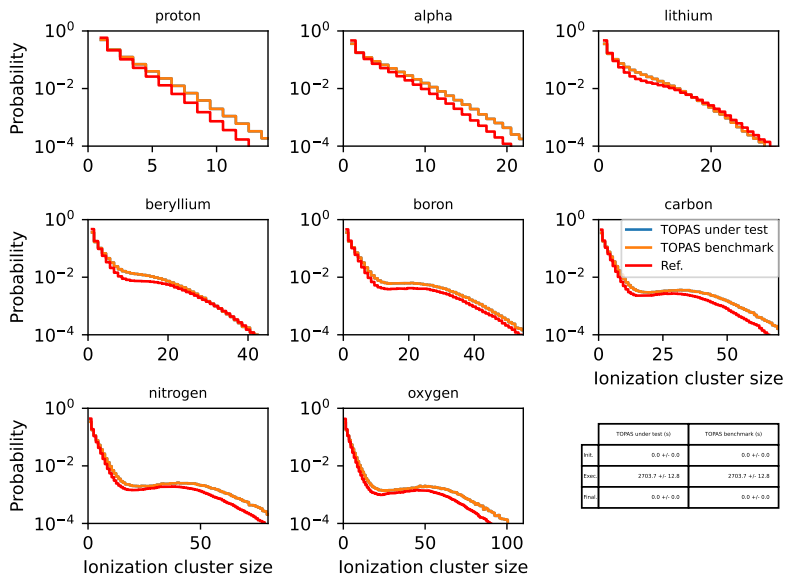 proton
alpha
lithium
Probability
10^0
10^-2
10^-4
0 5 10
10^0
10^-2
10^-4
0 10 20
10^0
10^-2
10^-4
0 20
beryllium
boron
carbon
Probability
10^0
10^-2
10^-4
0 20 40
10^0
10^-2
10^-4
0 20 40
10^0
10^-2
10^-4
0 25 50
TOPAS under test
TOPAS benchmark
Ref.
Ionization cluster size
nitrogen
oxygen
Probability
10^0
10^-2
10^-4
0 50
Ionization cluster size
10^0
10^-2
10^-4
0 50 100
Ionization cluster size
TOPAS under test (s) TOPAS benchmark (s)
Init. 0.0 +/- 0.0 0.0 +/- 0.0
Exec. 2703.7 +/- 12.8 2703.7 +/- 12.8
Final. 0.0 +/- 0.0 0.0 +/- 0.0